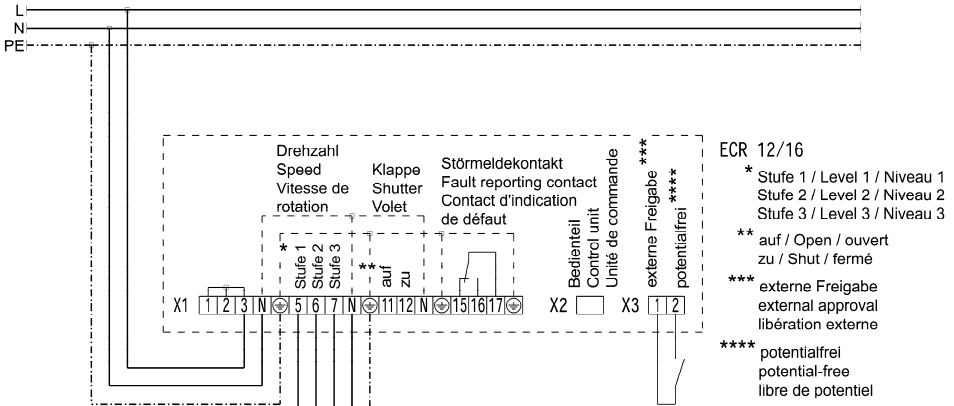 L
N
PE
Drehzahl
Speed
Vitesse de
rotation
Klappe
Shutter
Volet
Störmeldekontakt
Fault reporting contact
Contact d'indication
de défaut
Bedienteil
Control unit
Unité de commande
externe Freigabe ***
potentialfrei ****
*
Stufe 1
Stufe 2
Stufe 3
**
auf
zu
X1 1 2 3 N 5 6 7 N 11 12 N 15 16 17
X2
X3 1 2
ECR 12/16
* Stufe 1 / Level 1 / Niveau 1
Stufe 2 / Level 2 / Niveau 2
Stufe 3 / Level 3 / Niveau 3
** auf / Open / ouvert
zu / Shut / fermé
*** externe Freigabe
external approval
libération externe
**** potentialfrei
potential-free
libre de potentiel